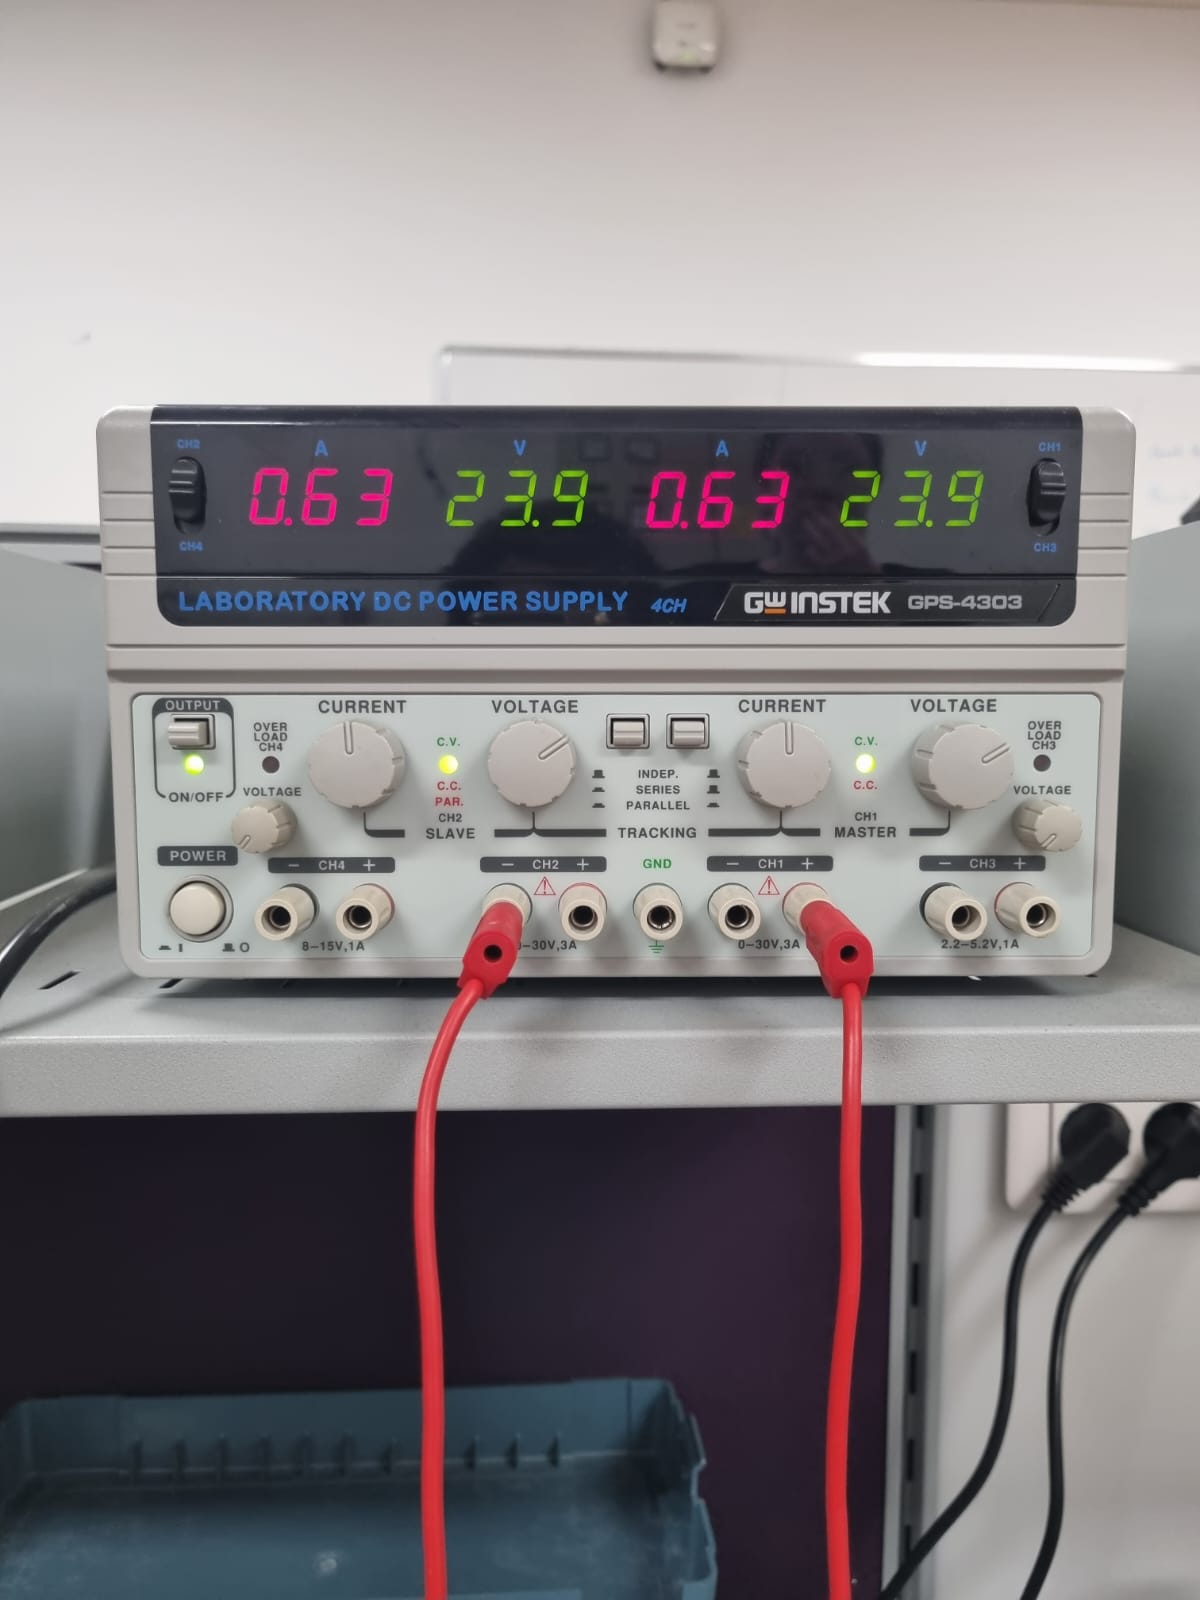 CH2 A V A V CH1
0.63 23.9 0.63 23.9
CH4 CH3
LABORATORY DC POWER SUPPLY 4CH GW INSTEK GPS-4303
OUTPUT CURRENT VOLTAGE CURRENT VOLTAGE
OVER LOAD CH4
C.V. C.V.
OVER LOAD CH3
ON/OFF VOLTAGE
C.C. C.C.
PAR.
INDEP.
SERIES
PARALLEL
VOLTAGE
CH2 CH1
SLAVE TRACKING MASTER
POWER
− CH4 + − CH2 + GND − CH1 + − CH3 +
I O 8–15V,1A –30V,3A 0–30V,3A 2.2–5.2V,1A